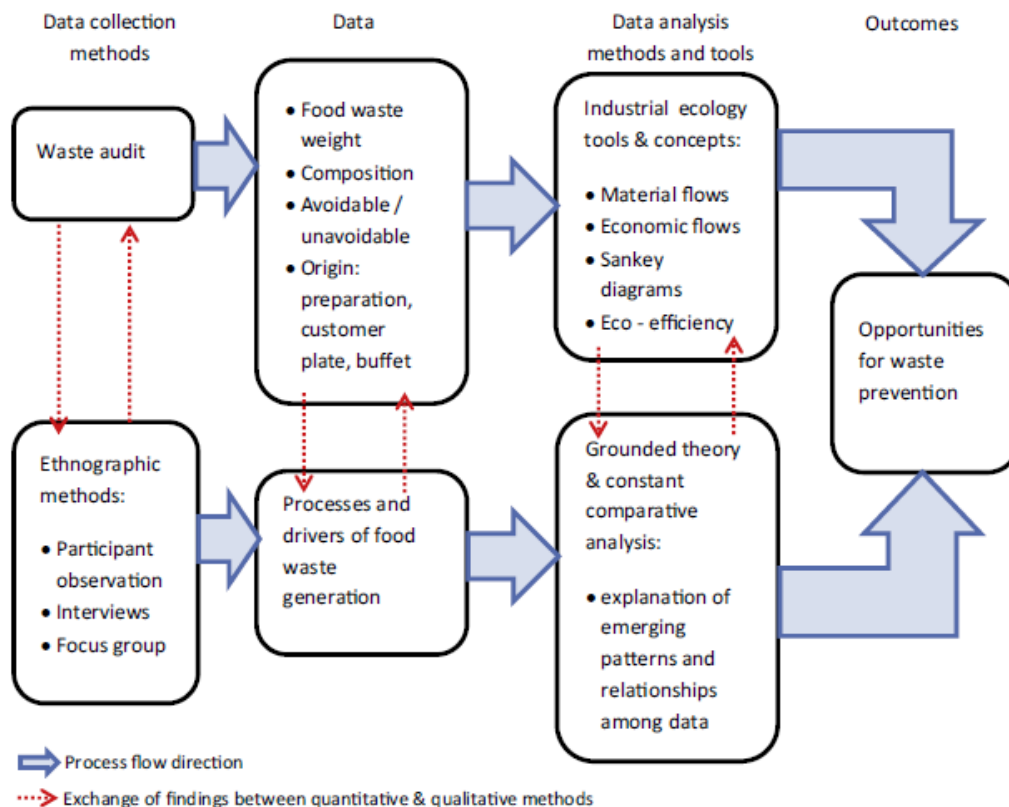 Data collection
methods
Data
Data analysis
methods and tools
Outcomes
Waste audit
• Food waste
weight
• Composition
• Avoidable /
unavoidable
• Origin:
preparation,
customer
plate, buffet
Industrial ecology
tools & concepts:
• Material flows
• Economic flows
• Sankey
diagrams
• Eco - efficiency
Opportunities
for waste
prevention
Ethnographic
methods:
• Participant
observation
• Interviews
• Focus group
Processes and
drivers of food
waste
generation
Grounded theory
& constant
comparative
analysis:
• explanation of
emerging
patterns and
relationships
among data
Process flow direction
Exchange of findings between quantitative & qualitative methods